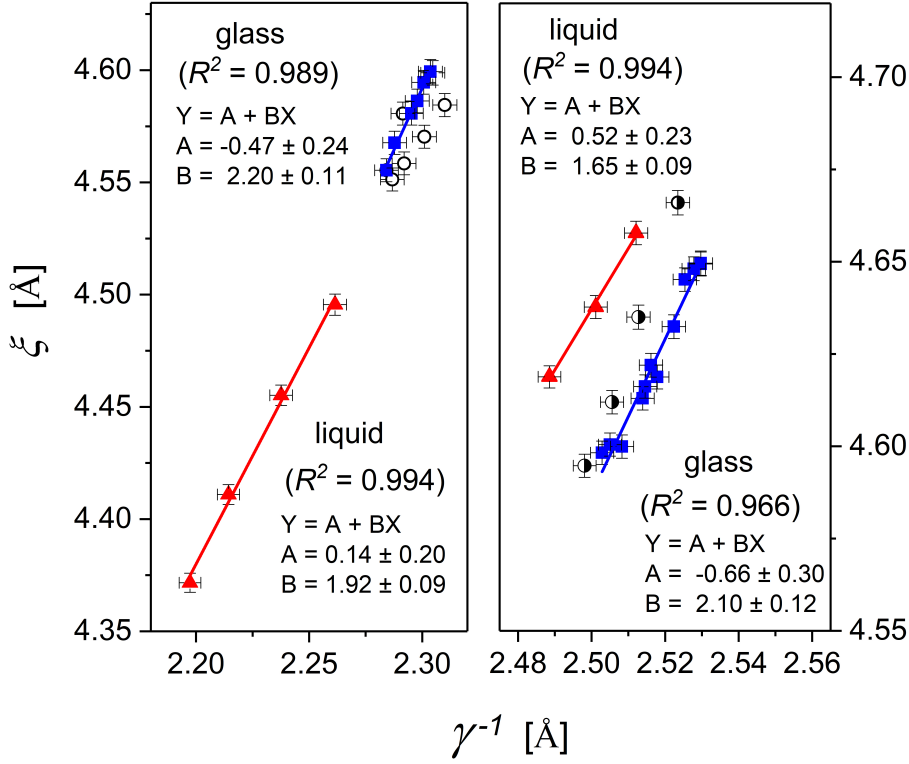 glass
(R² = 0.989)
Y = A + BX
A = -0.47 ± 0.24
B = 2.20 ± 0.11
liquid
(R² = 0.994)
Y = A + BX
A = 0.14 ± 0.20
B = 1.92 ± 0.09
liquid
(R² = 0.994)
Y = A + BX
A = 0.52 ± 0.23
B = 1.65 ± 0.09
glass
(R² = 0.966)
Y = A + BX
A = -0.66 ± 0.30
B = 2.10 ± 0.12
4.60
4.55
4.50
4.45
4.40
4.35
4.70
4.65
4.60
4.55
2.20 2.25 2.30
2.48 2.50 2.52 2.54 2.56
ξ [Å]
γ⁻¹ [Å]